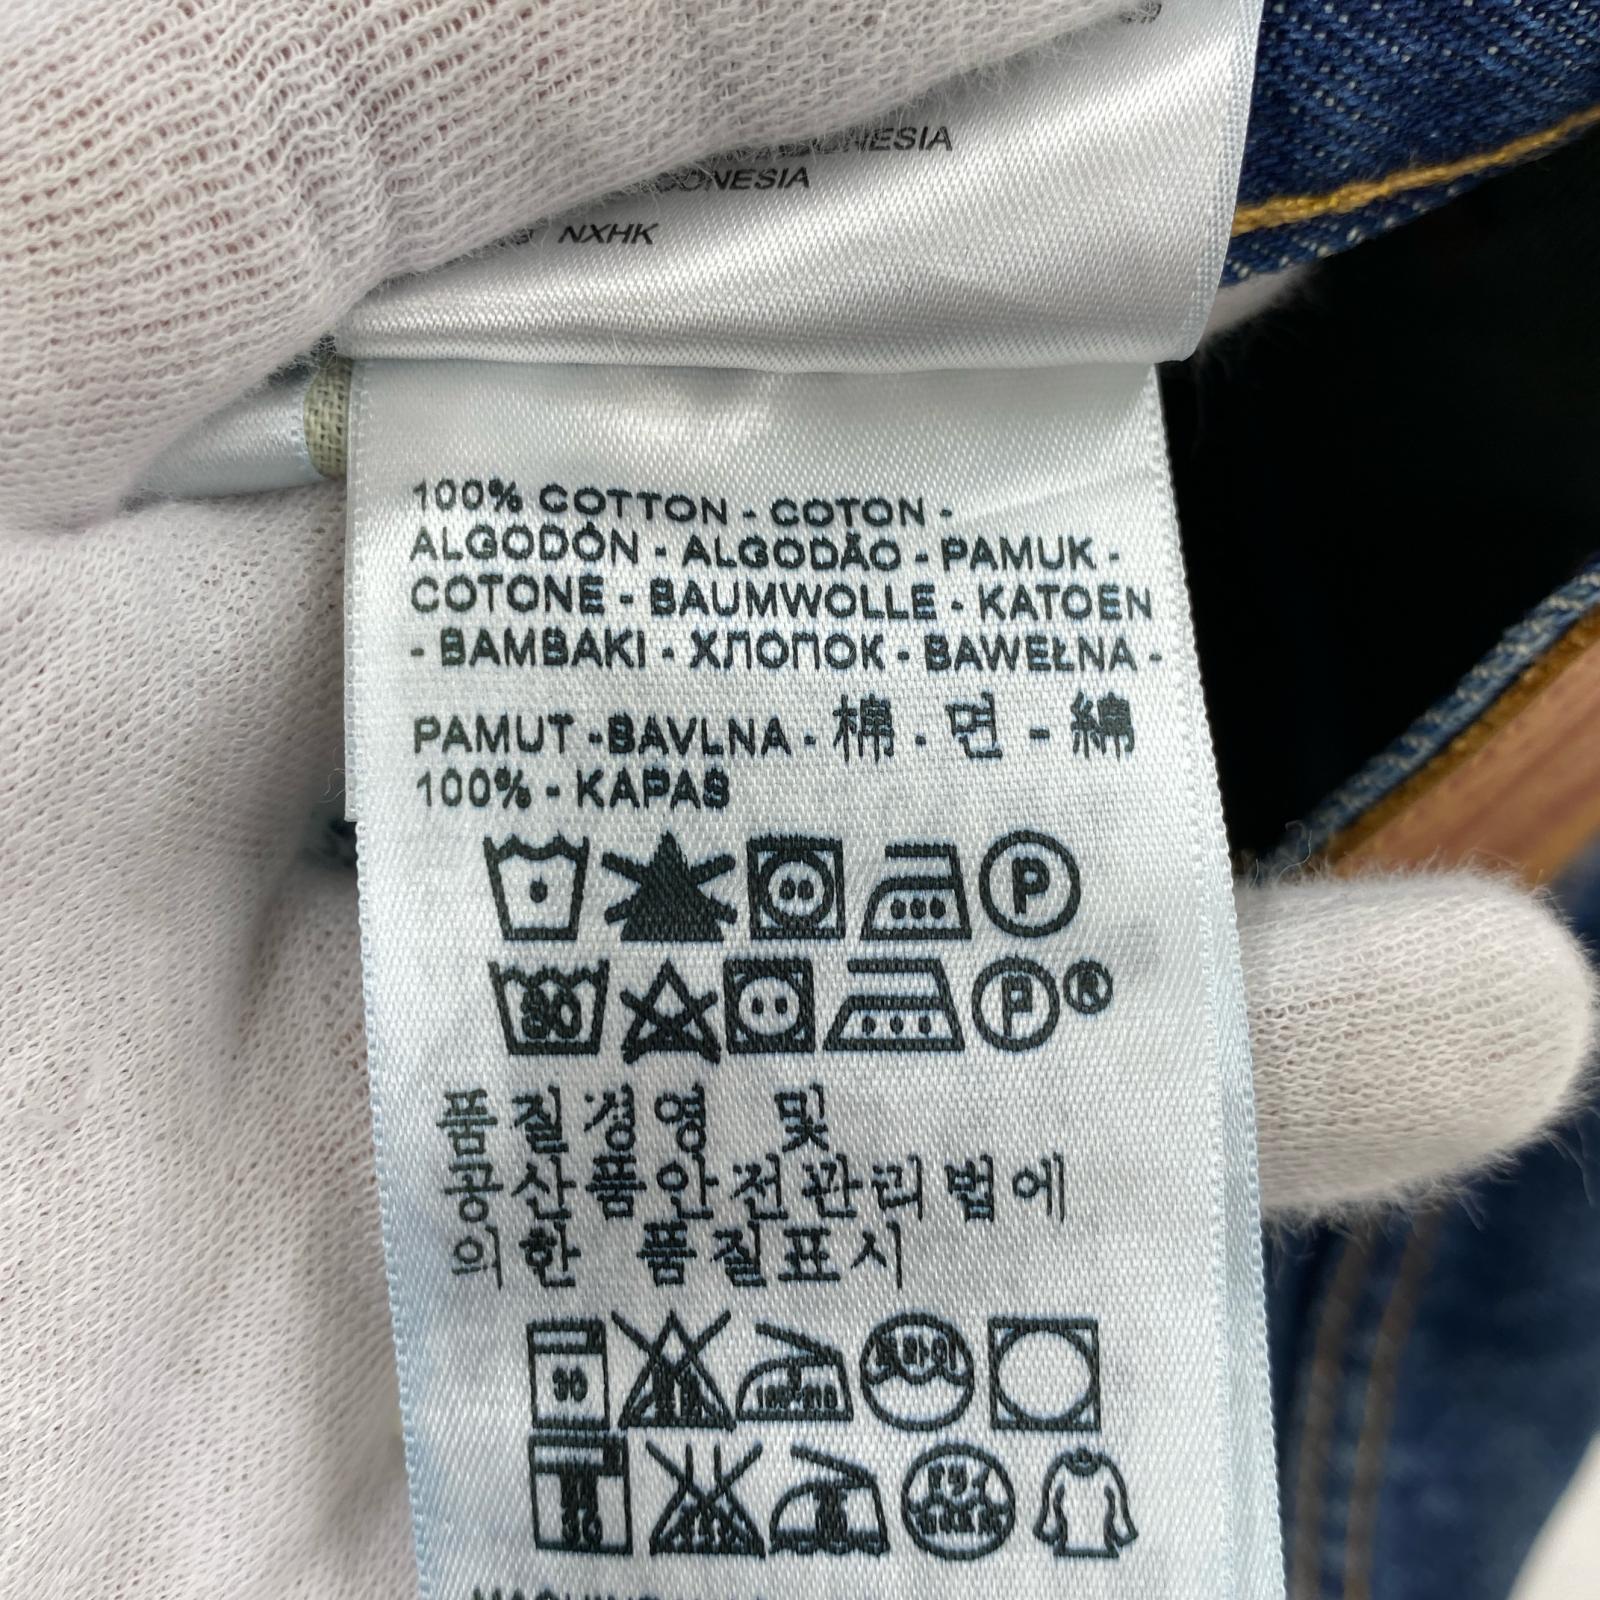 NXHK
100% COTTON - COTON -
ALGODÓN - ALGODÃO - PAMUK -
COTONE - BAUMWOLLE - KATOEN
- BAMBAKI - ХЛОПОК - BAWEŁNA -
PAMUT - BAVLNA - 棉 - 면 - 綿
100% - KAPAS
P
P
품질경영 및
공산품안전관리법에
의한 품질표시